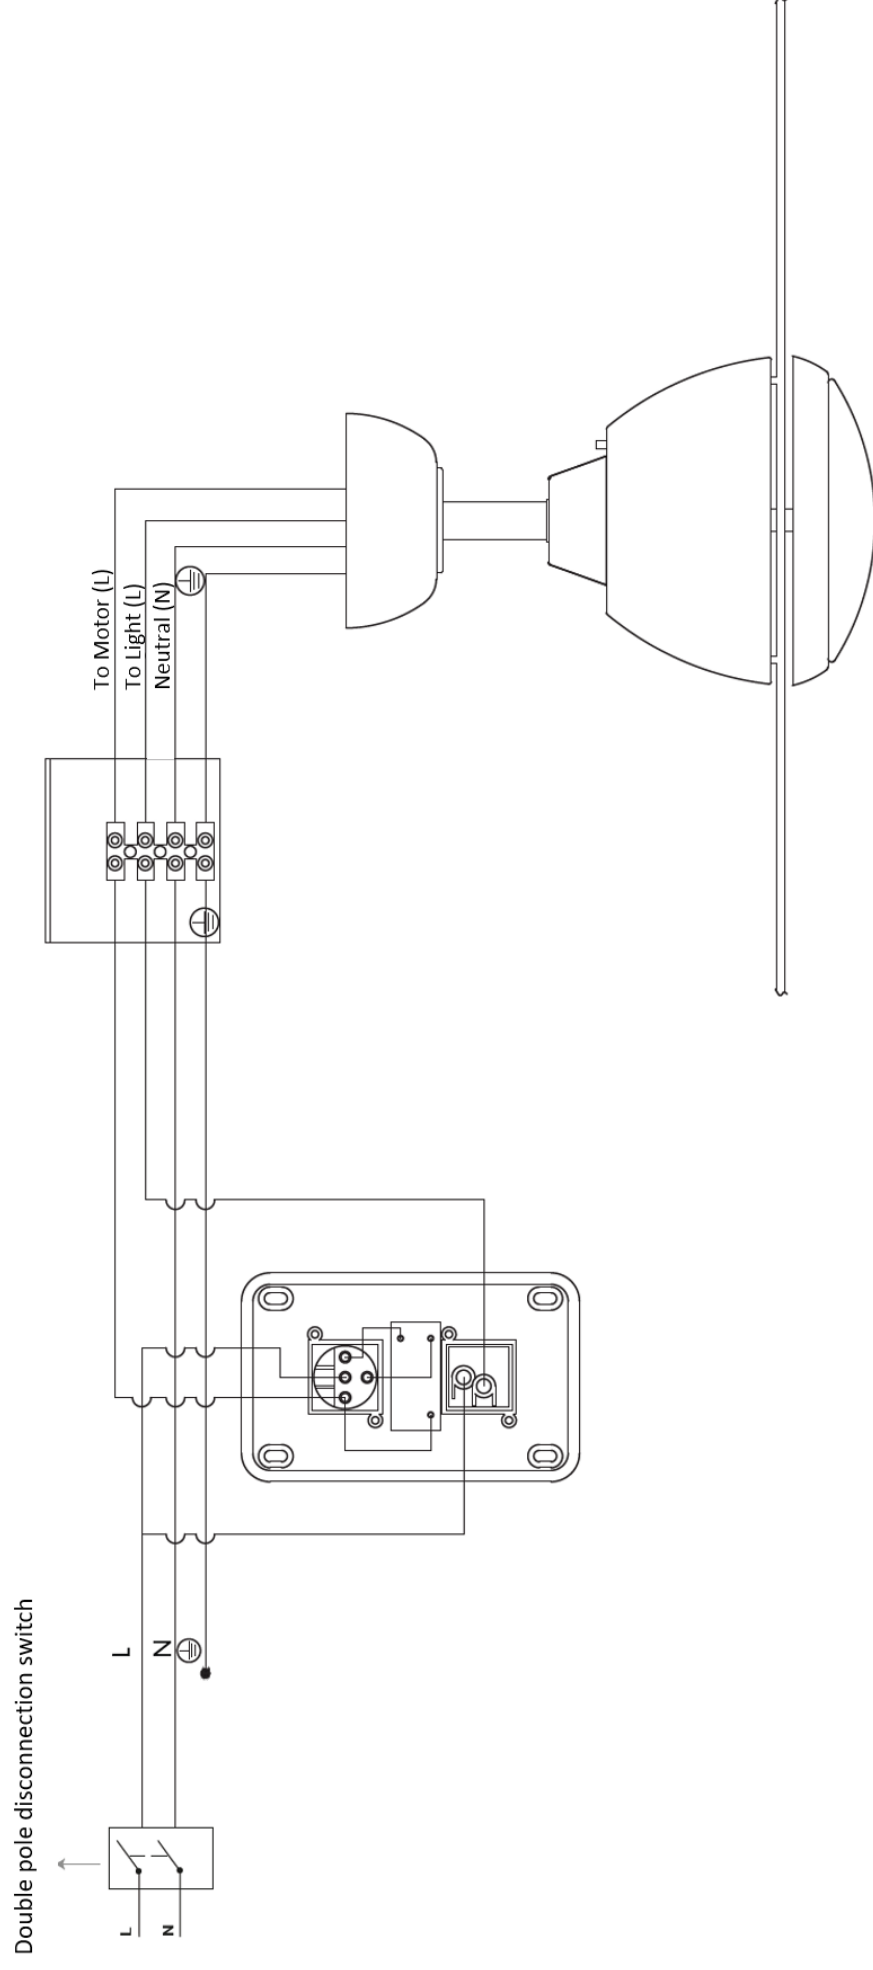 To Motor (L)
To Light (L)
Neutral (N)
L
N
Double pole disconnection switch
L
N